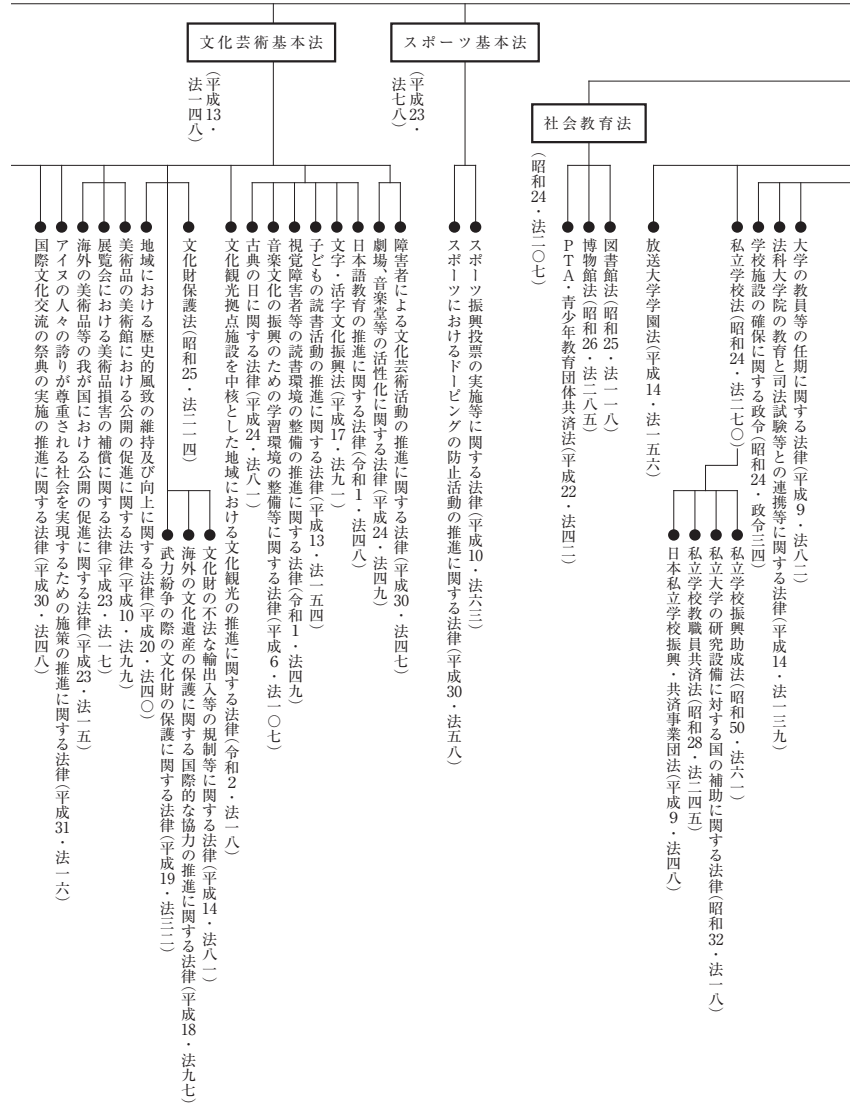 大学の教員等の任期に関する法律(平成9・法八二)
法科大学院の教育と司法試験等との連携等に関する法律(平成14・法一三九)
学校施設の確保に関する政令(昭和24・政令三四)
私立学校法(昭和24・法二七〇)
私立学校振興助成法(昭和50・法六一)
私立大学の研究設備に対する国の補助に関する法律(昭和32・法一八)
私立学校教職員共済法(昭和28・法二四五)
日本私立学校振興・共済事業団法(平成9・法四八)
放送大学学園法(平成14・法一五六)
社会教育法
(昭和24・法二〇七)
図書館法(昭和25・法一一八)
博物館法(昭和26・法二八五)
PTA・青少年教育団体共済法(平成22・法四二)
スポーツ基本法
(平成23・
法七八)
スポーツ振興投票の実施等に関する法律(平成10・法六三)
スポーツにおけるドーピングの防止活動の推進に関する法律(平成30・法五八)
文化芸術基本法
(平成13・
法一四八)
障害者による文化芸術活動の推進に関する法律(平成30・法四七)
劇場、音楽堂等の活性化に関する法律(平成24・法四九)
日本語教育の推進に関する法律(令和1・法四八)
文字・活字文化振興法(平成17・法九一)
子どもの読書活動の推進に関する法律(平成13・法一五四)
視覚障害者等の読書環境の整備の推進に関する法律(令和1・法四九)
音楽文化の振興のための学習環境の整備等に関する法律(平成6・法一〇七)
古典の日に関する法律(平成24・法八一)
文化観光拠点施設を中核とした地域における文化観光の推進に関する法律(令和2・法一八)
文化財保護法(昭和25・法二一四)
文化財の不法な輸出入等の規制等に関する法律(平成14・法八一)
海外の文化遺産の保護に関する国際的な協力の推進に関する法律(平成18・法九七)
武力紛争の際の文化財の保護に関する法律(平成19・法三二)
地域における歴史的風致の維持及び向上に関する法律(平成20・法四〇)
美術品の美術館における公開の促進に関する法律(平成10・法九九)
展覧会における美術品損害の補償に関する法律(平成23・法一七)
海外の美術品等の我が国における公開の促進に関する法律(平成23・法一五)
アイヌの人々の誇りが尊重される社会を実現するための施策の推進に関する法律(平成31・法一六)
国際文化交流の祭典の実施の推進に関する法律(平成30・法四八)